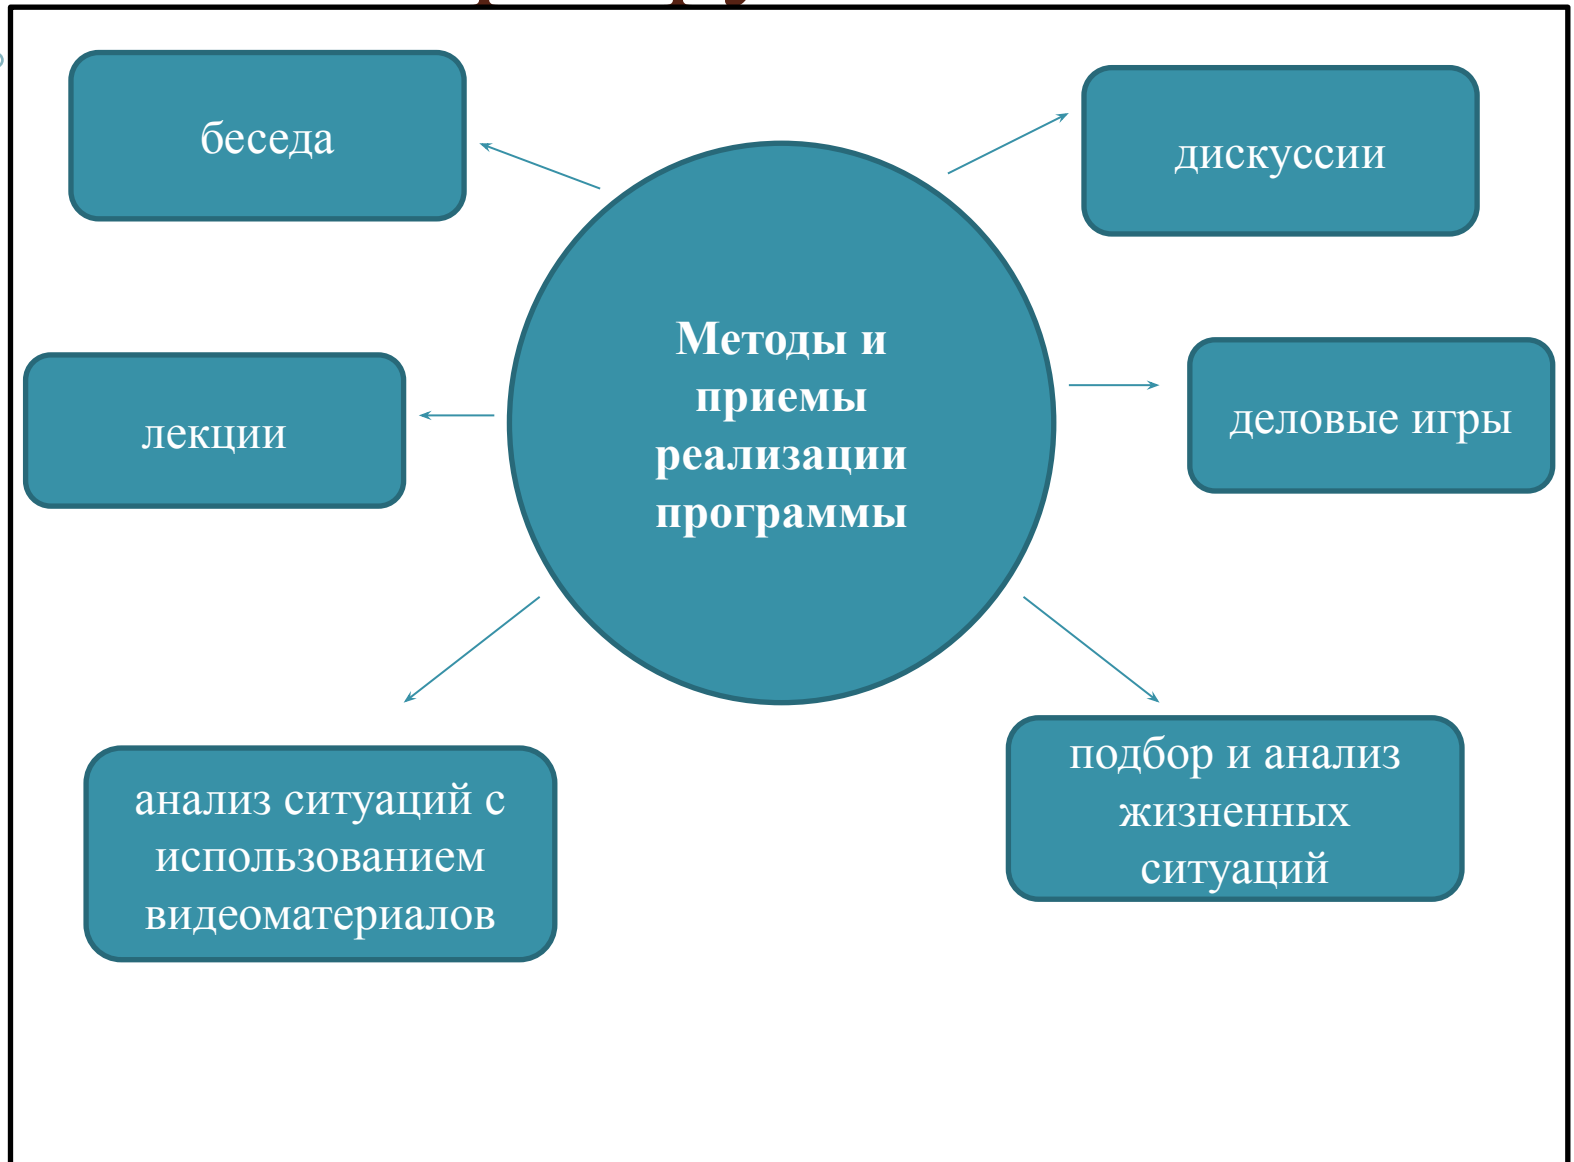 беседа
дискуссии
Методы и
приемы
реализации
программы
лекции
деловые игры
анализ ситуаций с
использованием
видеоматериалов
подбор и анализ
жизненных
ситуаций